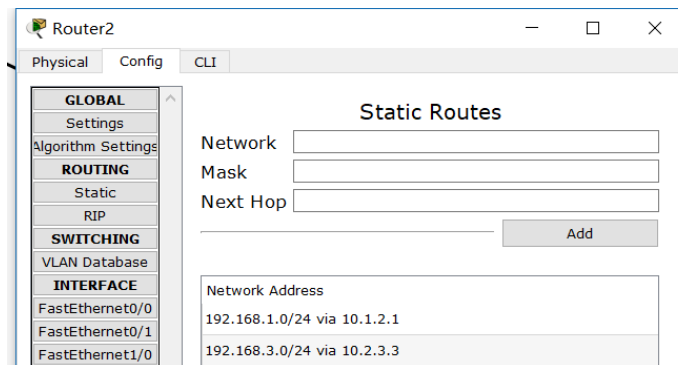 Router2
Physical Config CLI
GLOBAL
Settings
Algorithm Settings
ROUTING
Static
RIP
SWITCHING
VLAN Database
INTERFACE
FastEthernet0/0
FastEthernet0/1
FastEthernet1/0
Static Routes
Network
Mask
Next Hop
Add
Network Address
192.168.1.0/24 via 10.1.2.1
192.168.3.0/24 via 10.2.3.3